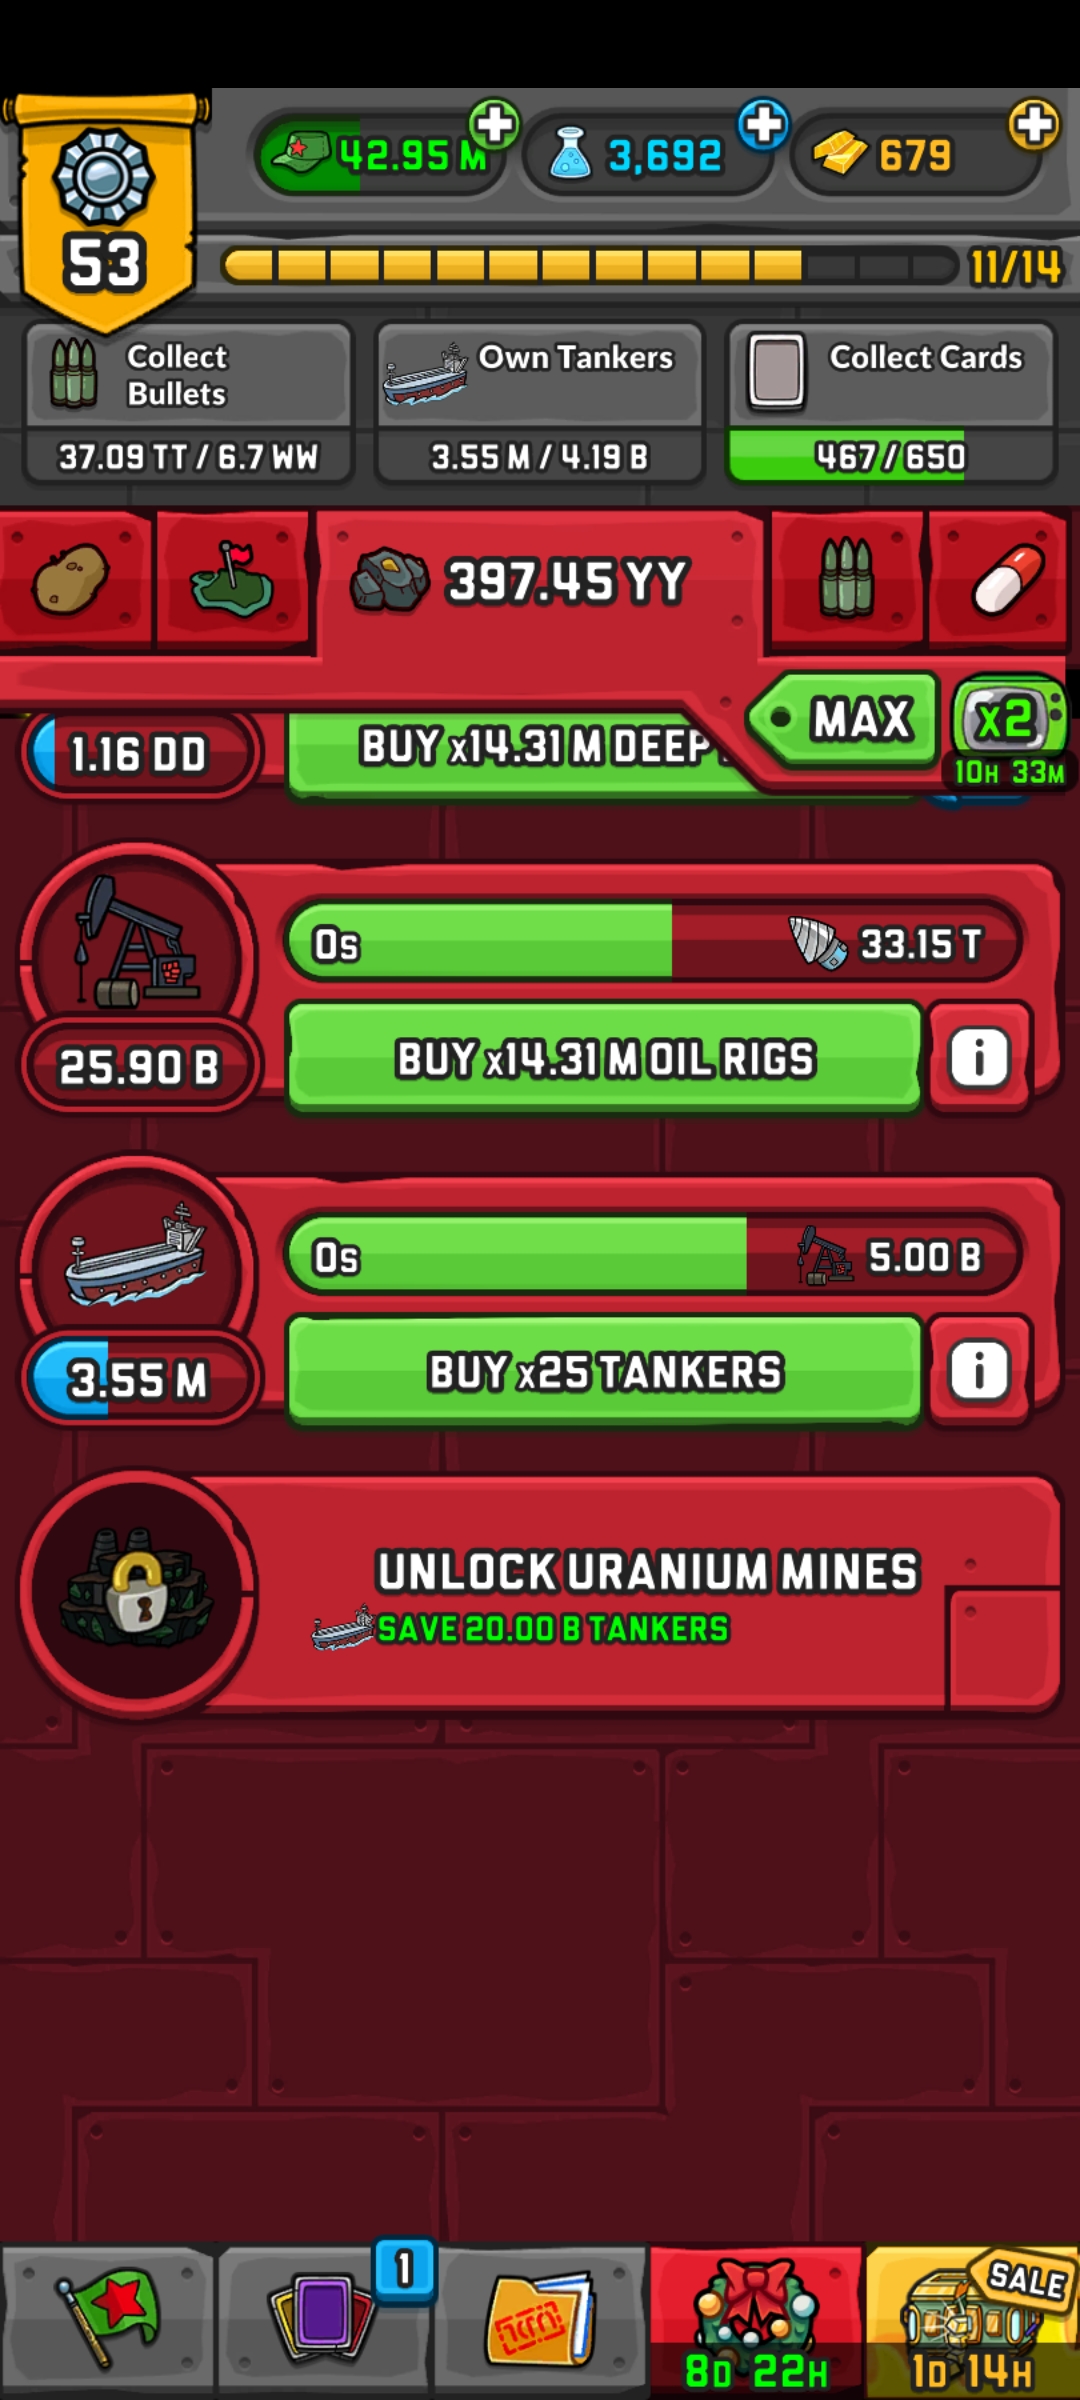 42.95 M
3,692
679
53
11/14
Collect
Bullets
37.09 TT / 6.7 WW
Own Tankers
3.55 M / 4.19 B
Collect Cards
467 / 650
397.45 YY
MAX
x2
10H 33M
1.16 DD
BUY x14.31 M DEEP
0s
33.15 T
25.90 B
BUY x14.31 M OIL RIGS
i
0s
5.00 B
3.55 M
BUY x25 TANKERS
i
UNLOCK URANIUM MINES
SAVE 20.00 B TANKERS
1
8D 22H
SALE
1D 14H